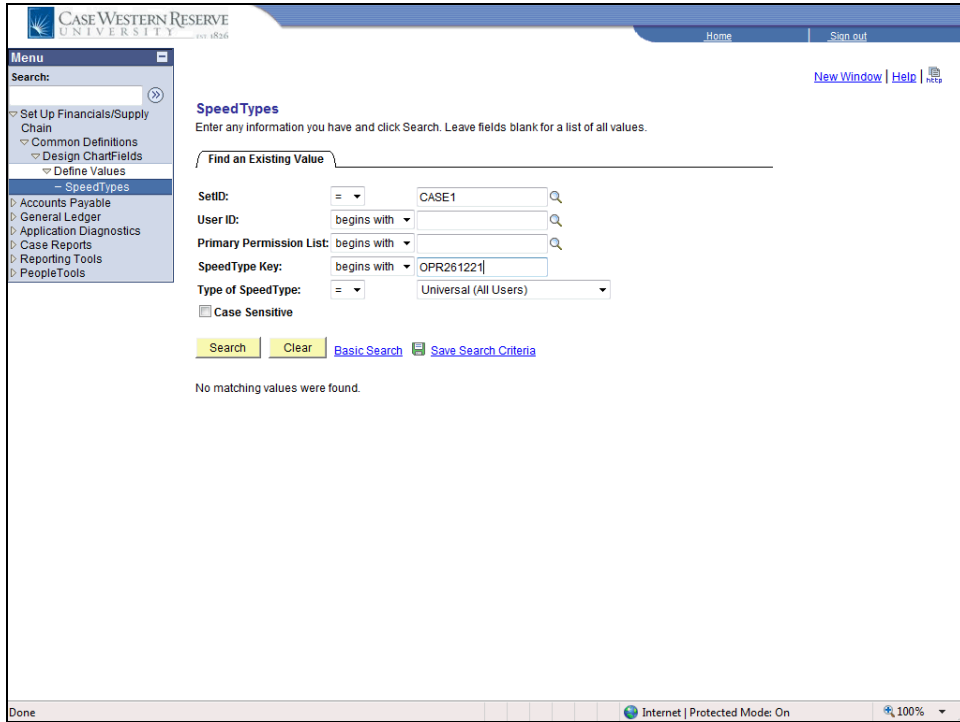 CASE WESTERN RESERVE
UNIVERSITY EST. 1826
Home
Sign out
Menu
Search:
New Window | Help | http
Set Up Financials/Supply
Chain
Common Definitions
Design ChartFields
Define Values
– SpeedTypes
Accounts Payable
General Ledger
Application Diagnostics
Case Reports
Reporting Tools
PeopleTools
SpeedTypes
Enter any information you have and click Search. Leave fields blank for a list of all values.
Find an Existing Value
SetID: = CASE1
User ID: begins with
Primary Permission List: begins with
SpeedType Key: begins with OPR261221
Type of SpeedType: = Universal (All Users)
Case Sensitive
Search Clear Basic Search Save Search Criteria
No matching values were found.
Done
Internet | Protected Mode: On
100%